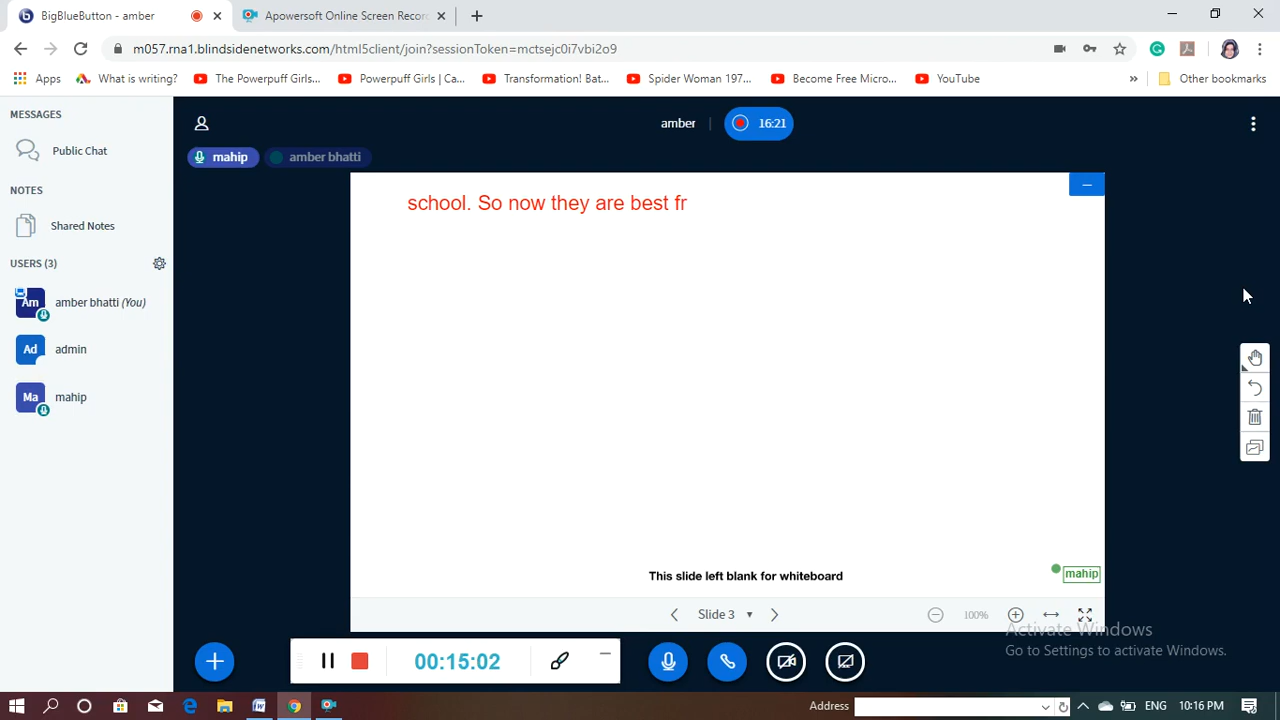 BigBlueButton - amber
Apowersoft Online Screen Recor
m057.rna1.blindsidenetworks.com/html5client/join?sessionToken=mctsejc0i7vbi2o9
Apps
What is writing?
The Powerpuff Girls...
Powerpuff Girls | Ca...
Transformation! Bat...
Spider Woman 197...
Become Free Micro...
YouTube
»
Other bookmarks
MESSAGES
Public Chat
NOTES
Shared Notes
USERS (3)
Am amber bhatti (You)
Ad admin
Ma mahip
amber | 16:21
mahip
amber bhatti
school. So now they are best fr
This slide left blank for whiteboard
mahip
Slide 3
100%
Activate Windows
Go to Settings to activate Windows.
00:15:02
Address
ENG
10:16 PM